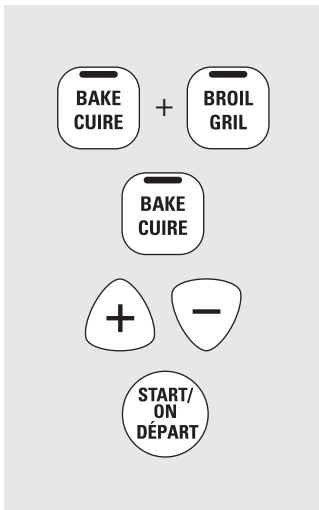 BAKE
CUIRE
+
BROIL
GRIL
BAKE
CUIRE
+ −
START/
ON
DÉPART